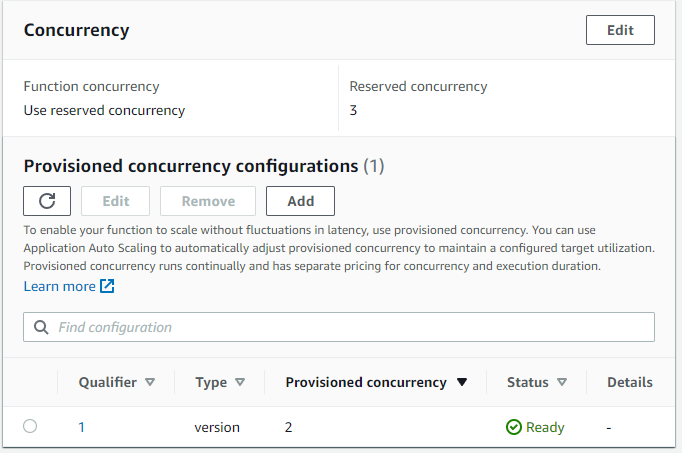 Concurrency
Edit
Function concurrency
Reserved concurrency
Use reserved concurrency
3
Provisioned concurrency configurations (1)
Edit
Remove
Add
To enable your function to scale without fluctuations in latency, use provisioned concurrency. You can use
Application Auto Scaling to automatically adjust provisioned concurrency to maintain a configured target utilization.
Provisioned concurrency runs continually and has separate pricing for concurrency and execution duration.
Learn more
Find configuration
Qualifier Type Provisioned concurrency Status Details
1 version 2 Ready -